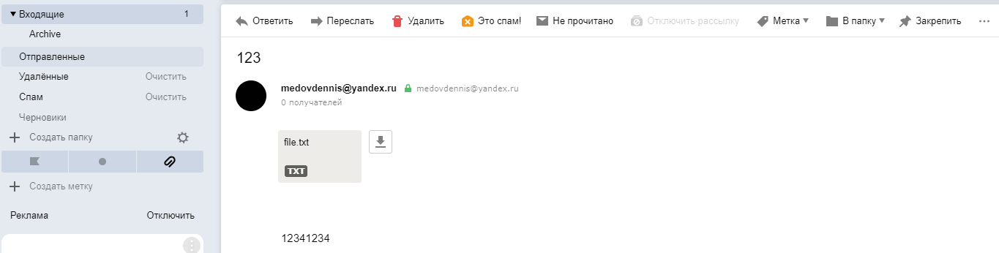 Входящие 1
Archive
Отправленные
Удалённые Очистить
Спам Очистить
Черновики
Создать папку
Создать метку
Реклама Отключить
Ответить Переслать Удалить Это спам! Не прочитано Отключить рассылку Метка В папку Закрепить
123
medovdennis@yandex.ru medovdennis@yandex.ru
0 получателей
file.txt
TXT
12341234